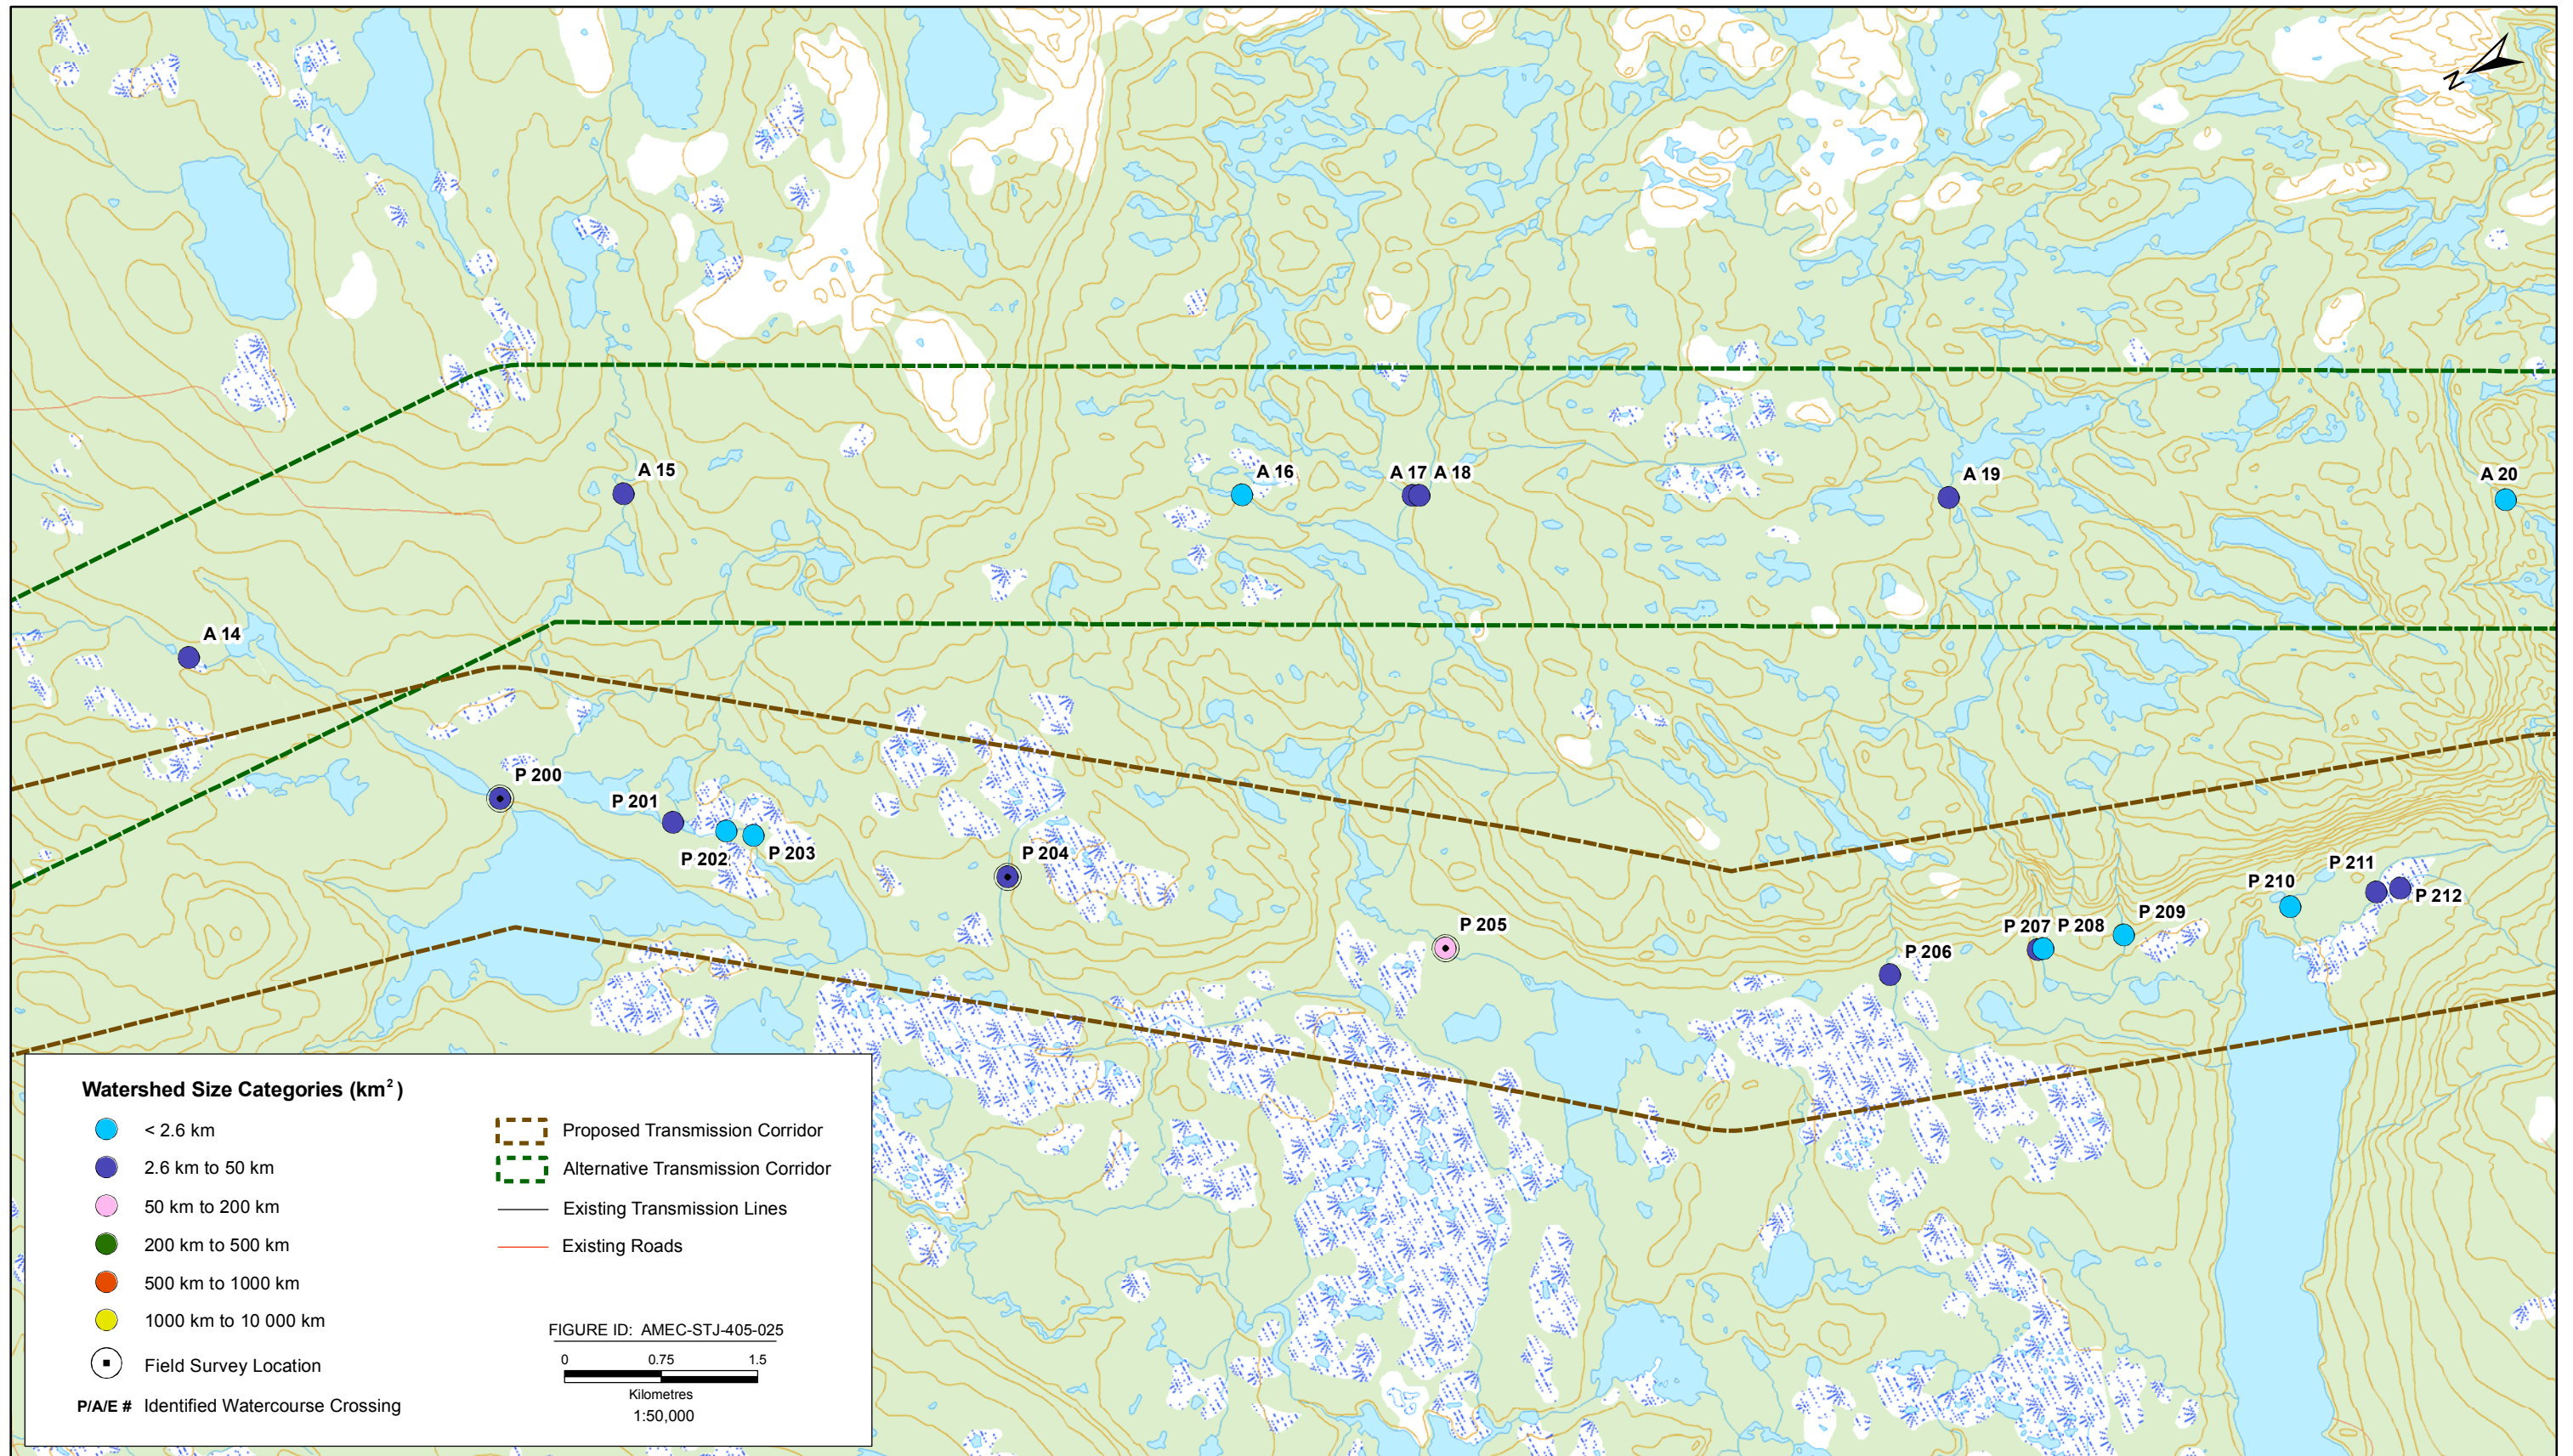 N
A 15
A 16
A 17
A 18
A 19
A 20
A 14
P 200
P 201
P 202
P 203
P 204
P 205
P 206
P 207
P 208
P 209
P 210
P 211
P 212
Watershed Size Categories (km²)
< 2.6 km
2.6 km to 50 km
50 km to 200 km
200 km to 500 km
500 km to 1000 km
1000 km to 10 000 km
Field Survey Location
P/A/E # Identified Watercourse Crossing
Proposed Transmission Corridor
Alternative Transmission Corridor
Existing Transmission Lines
Existing Roads
FIGURE ID: AMEC-STJ-405-025
0 0.75 1.5
Kilometres
1:50,000